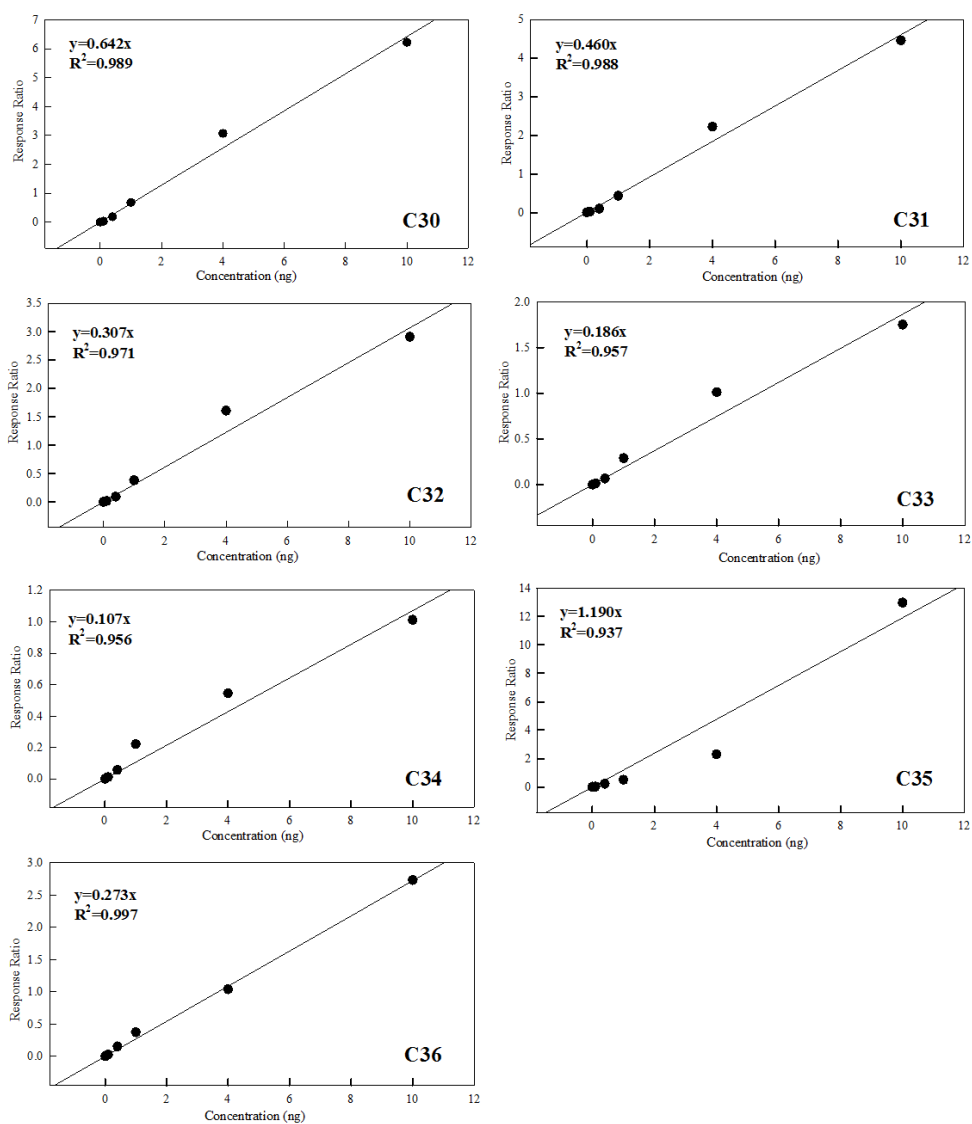 7
6
5
4
3
2
1
0
Response Ratio
y=0.642x
R²=0.989
C30
0 2 4 6 8 10 12
Concentration (ng)
5
4
3
2
1
0
Response Ratio
y=0.460x
R²=0.988
C31
0 2 4 6 8 10 12
Concentration (ng)
3.5
3.0
2.5
2.0
1.5
1.0
0.5
0.0
Response Ratio
y=0.307x
R²=0.971
C32
0 2 4 6 8 10 12
Concentration (ng)
2.0
1.5
1.0
0.5
0.0
Response Ratio
y=0.186x
R²=0.957
C33
0 2 4 6 8 10 12
Concentration (ng)
1.2
1.0
0.8
0.6
0.4
0.2
0.0
Response Ratio
y=0.107x
R²=0.956
C34
0 2 4 6 8 10 12
Concentration (ng)
14
12
10
8
6
4
2
0
Response Ratio
y=1.190x
R²=0.937
C35
0 2 4 6 8 10 12
Concentration (ng)
3.0
2.5
2.0
1.5
1.0
0.5
0.0
Response Ratio
y=0.273x
R²=0.997
C36
0 2 4 6 8 10 12
Concentration (ng)